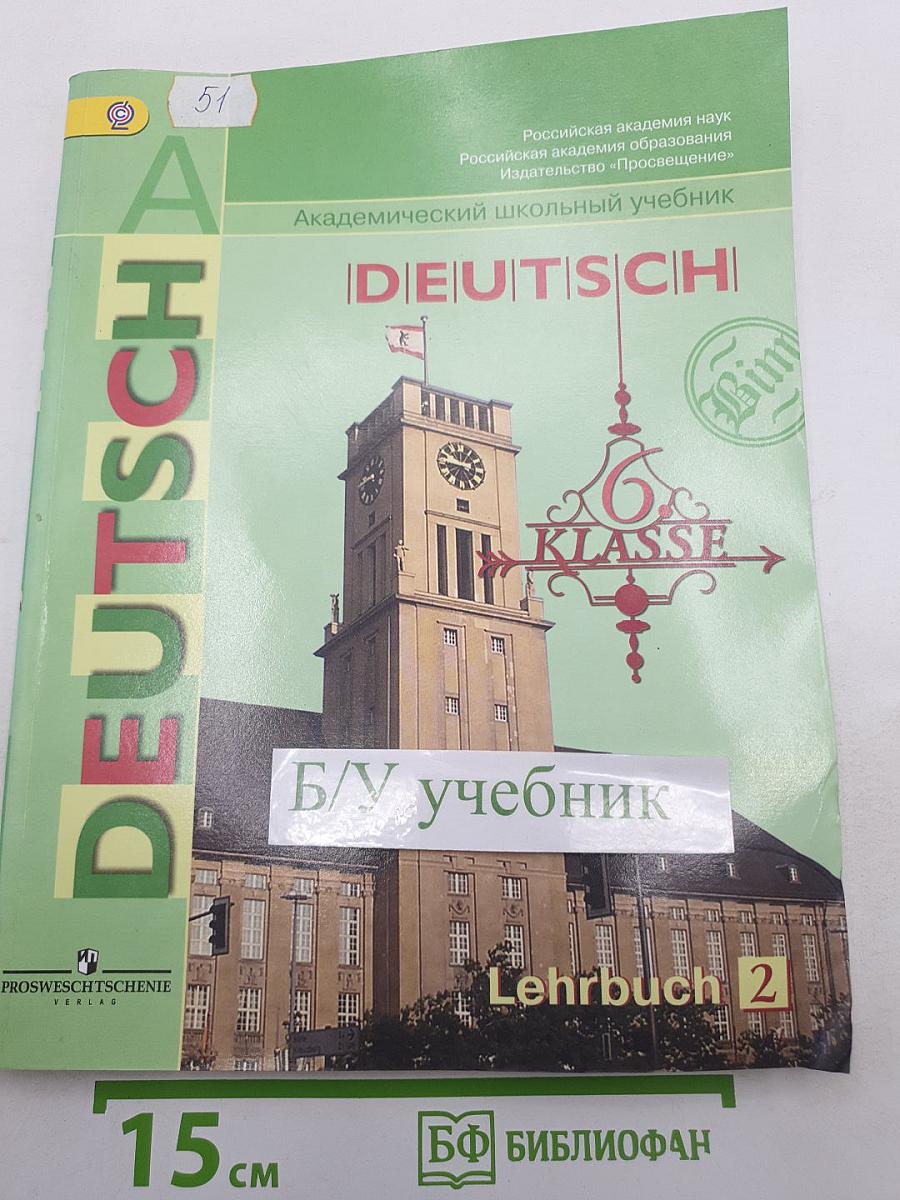 51
Российская академия наук
Российская академия образования
Издательство «Просвещение»
Академический школьный учебник
A
DEUTSCH
DEUTSCH
Bim
6.
KLASSE
Б/У учебник
Lehrbuch 2
PROSWESCHTSCHENIE
VERLAG
15 см
БФ БИБЛИОФАН